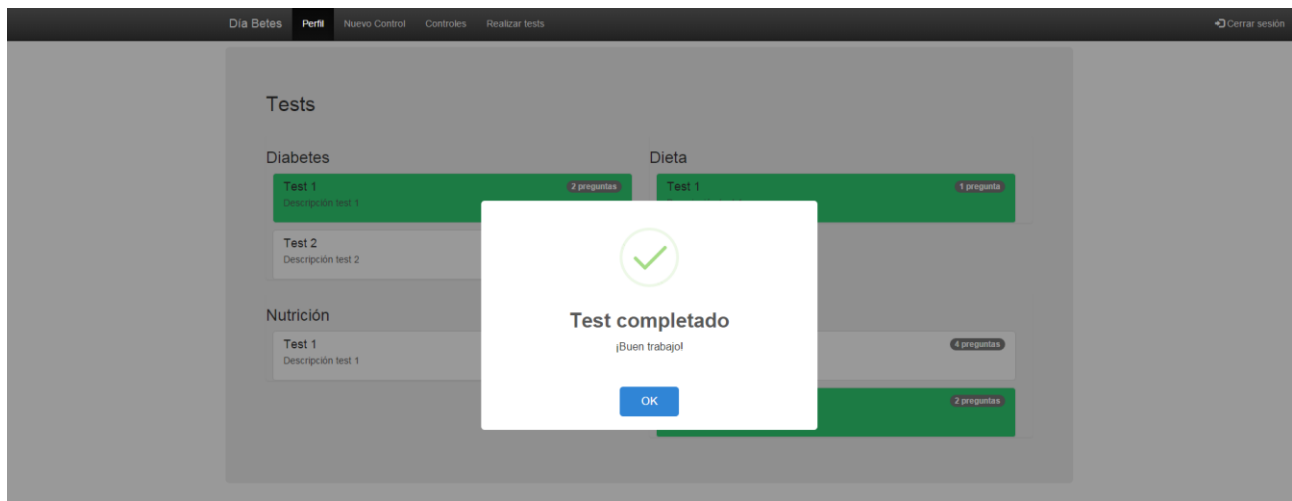 Día Betes Perfil Nuevo Control Controles Realizar tests Cerrar sesión
Tests
Diabetes
Test 1 2 preguntas
Descripción test 1
Test 2
Descripción test 2
Nutrición
Test 1
Descripción test 1
Dieta
Test 1 1 pregunta
4 preguntas
2 preguntas
Test completado
¡Buen trabajo!
OK